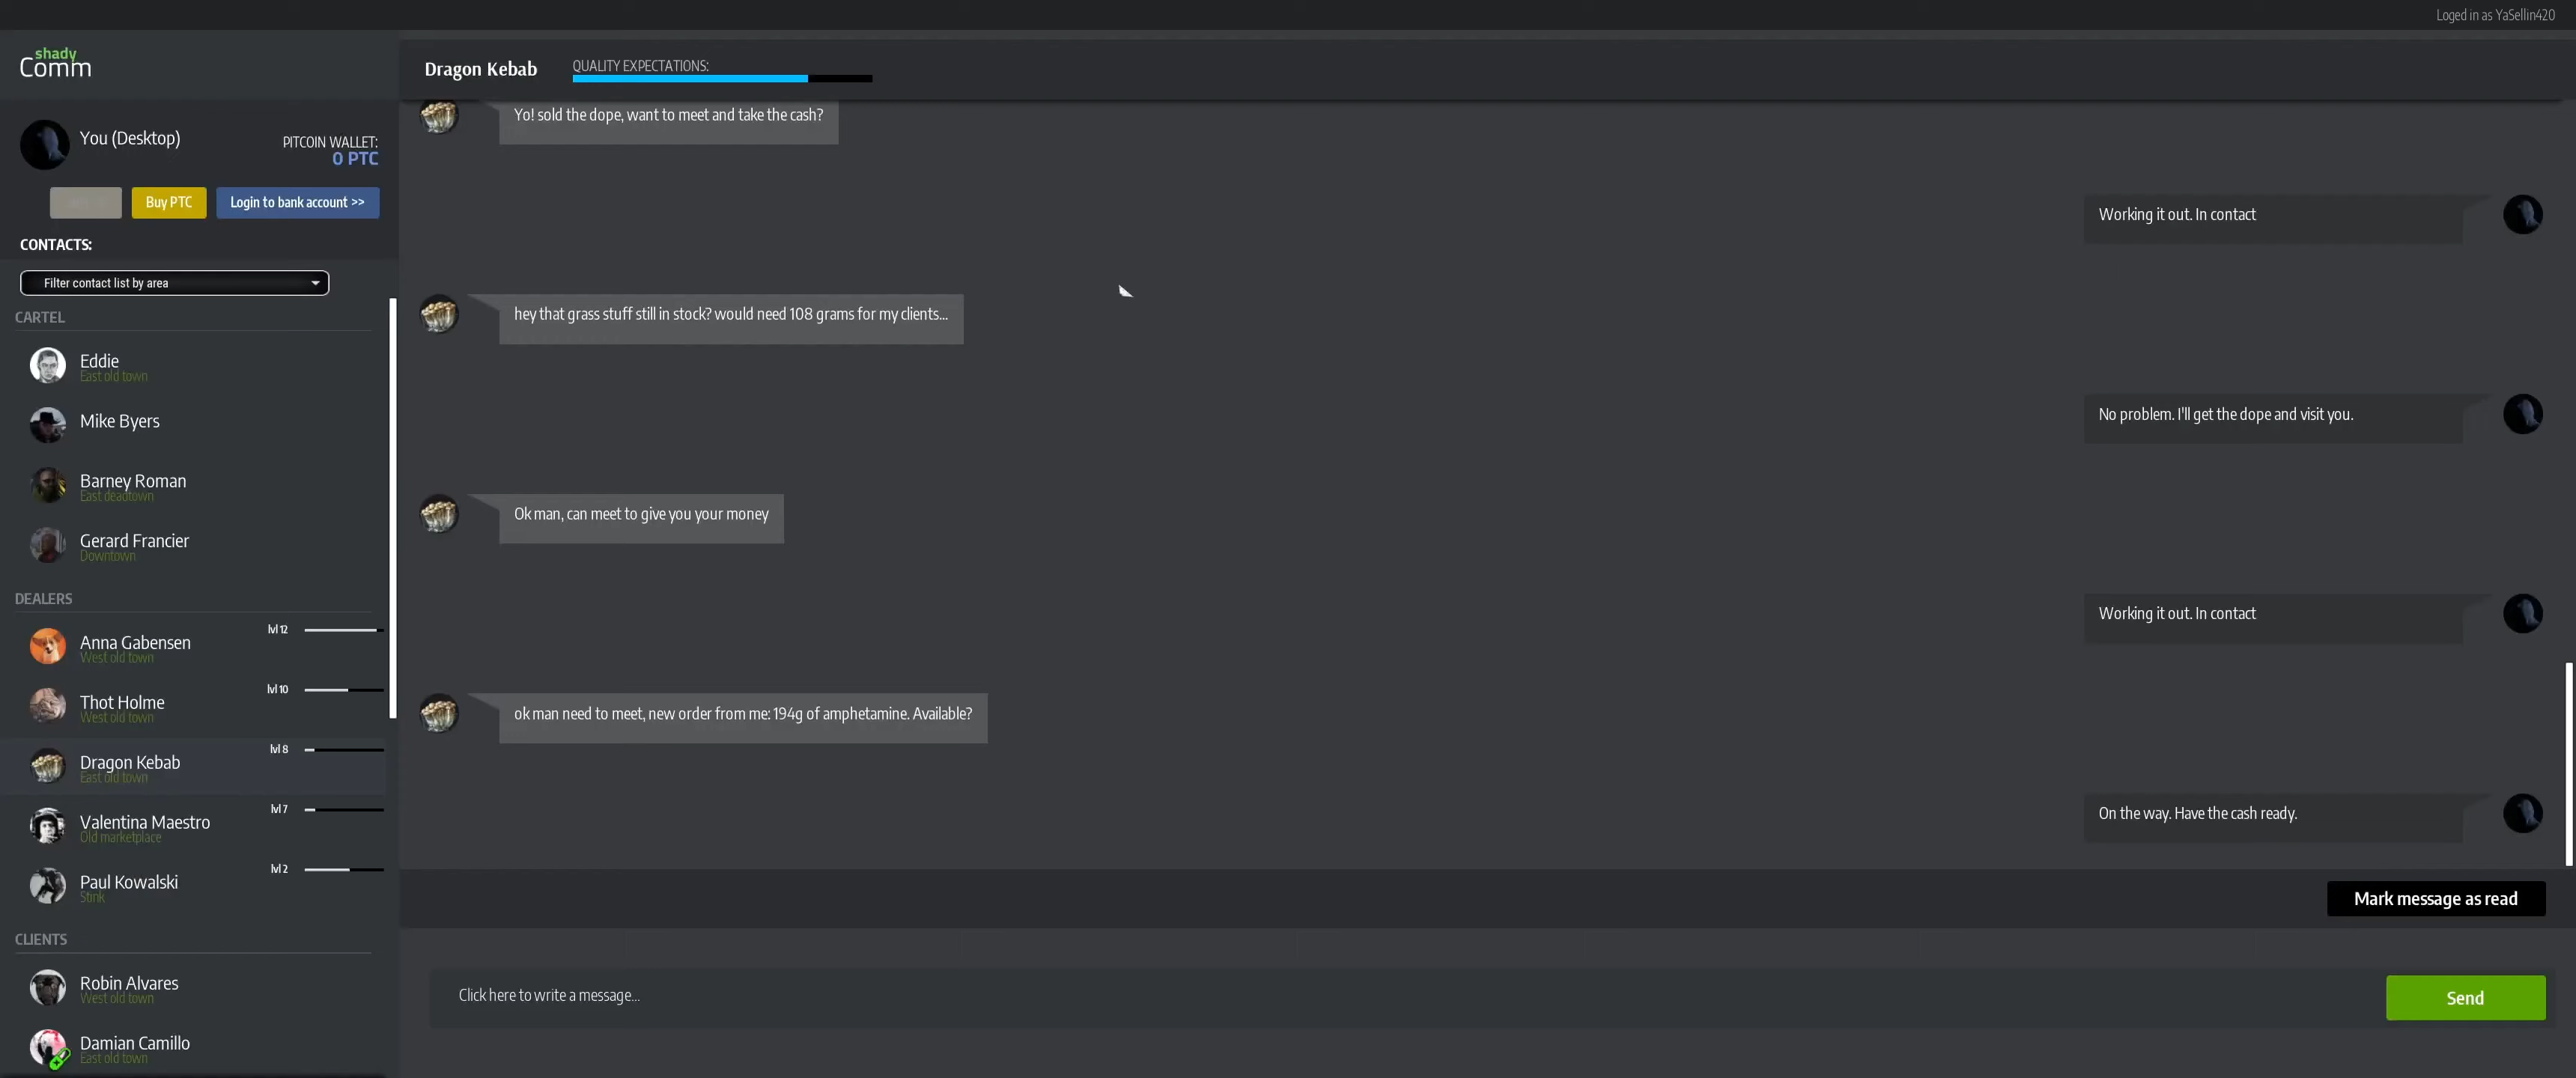 Loged in as YaSellin420
shady
Comm
You (Desktop)
PITCOIN WALLET:
0 PTC
Buy PTC
Login to bank account >>
CONTACTS:
Filter contact list by area
CARTEL
Eddie
East old town
Mike Byers
Barney Roman
East deadtown
Gerard Francier
Downtown
DEALERS
Anna Gabensen
West old town
lvl 12
Thot Holme
West old town
lvl 10
Dragon Kebab
East old town
lvl 8
Valentina Maestro
Old marketplace
lvl 7
Paul Kowalski
Stink
lvl 2
CLIENTS
Robin Alvares
West old town
Damian Camillo
East old town
Dragon Kebab
QUALITY EXPECTATIONS:
Yo! sold the dope, want to meet and take the cash?
Working it out. In contact
hey that grass stuff still in stock? would need 108 grams for my clients...
No problem. I'll get the dope and visit you.
Ok man, can meet to give you your money
Working it out. In contact
ok man need to meet, new order from me: 194g of amphetamine. Available?
On the way. Have the cash ready.
Mark message as read
Click here to write a message...
Send